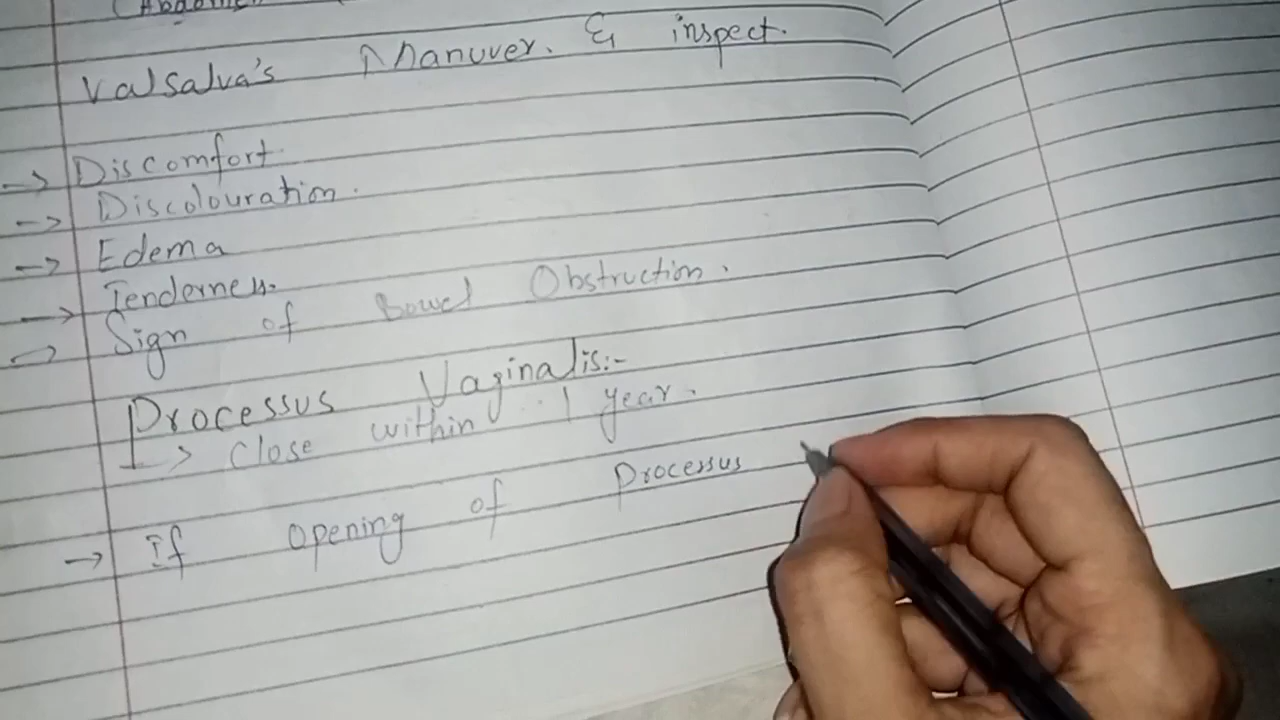 Valsalva's Manuver. & inspect.
→ Discomfort.
→ Discolouration.
→ Edema
→ Tenderness.
→ Sign of Bowel Obstruction.
Processus Vaginalis:-
↳ Close within 1 year.
→ If opening of Processus